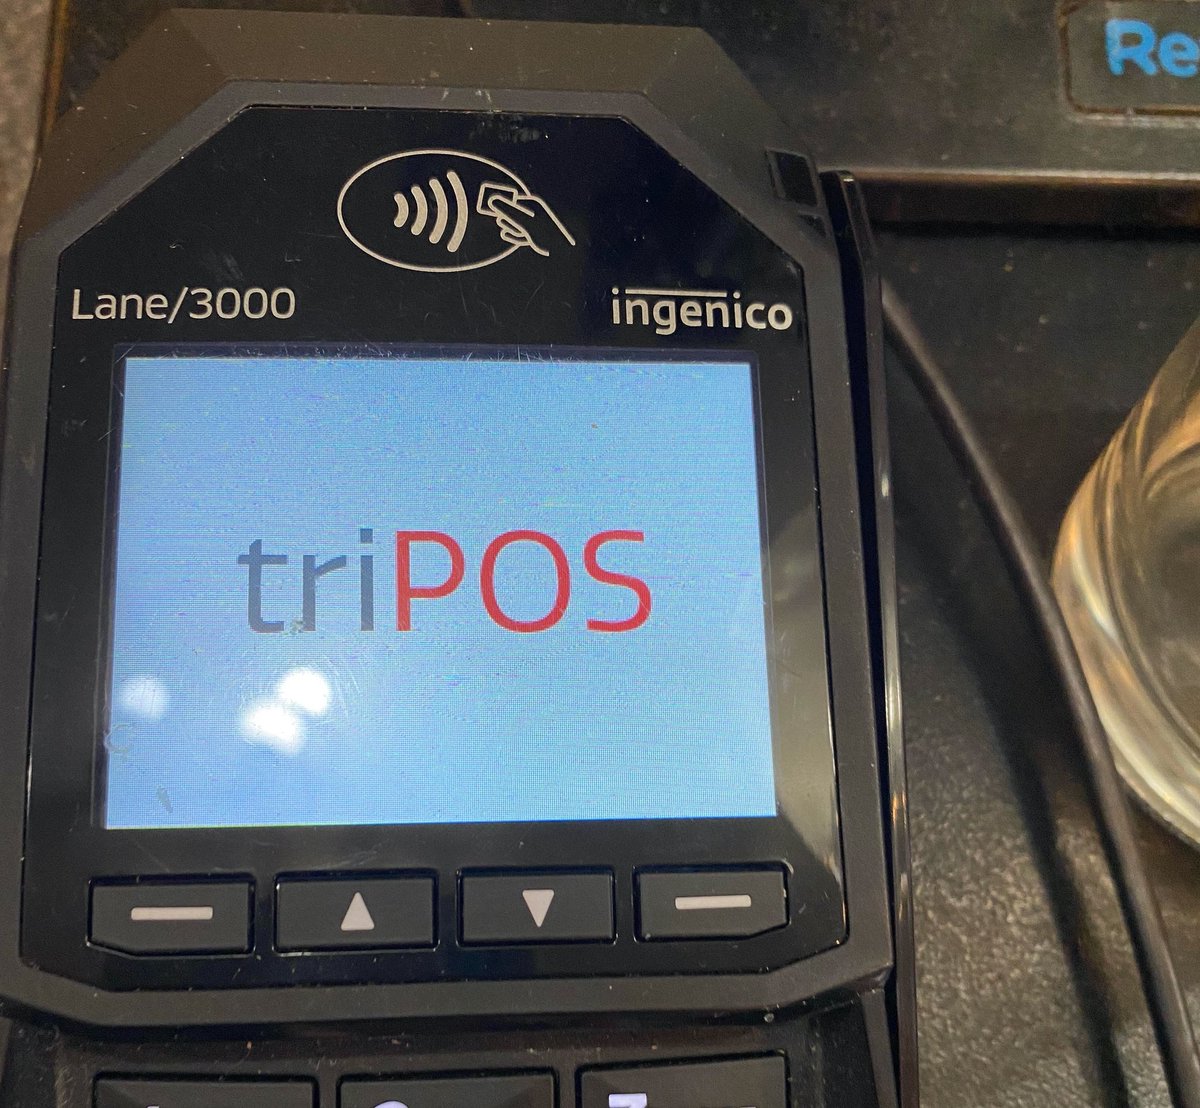 Re
Lane/3000
ingenico
triPOS